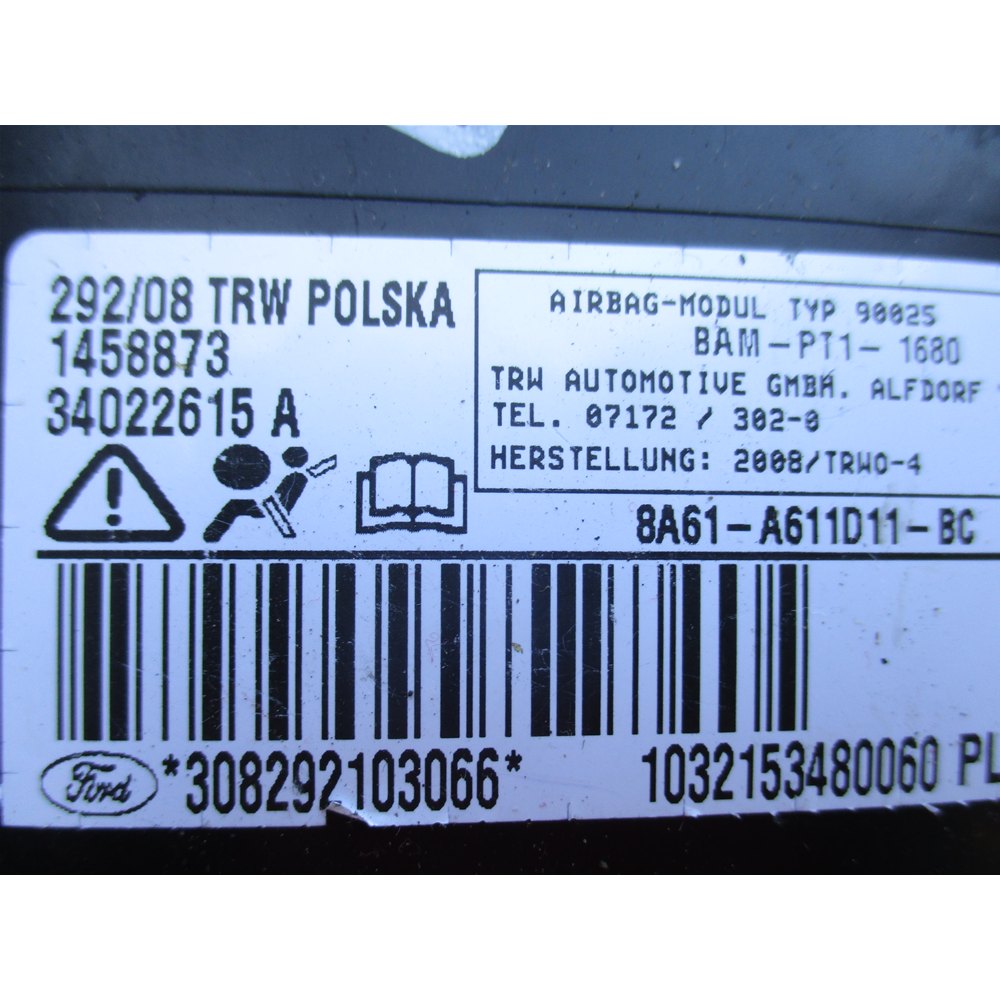 292/08 TRW POLSKA
1458873
34022615 A
AIRBAG-MODUL TYP 90025
BAM-PT1-1680
TRW AUTOMOTIVE GMBH. ALFDORF
TEL. 07172 / 302-0
HERSTELLUNG: 2008/TRWO-4
8A61-A611D11-BC
Ford *308292103066* 1032153480060 PL